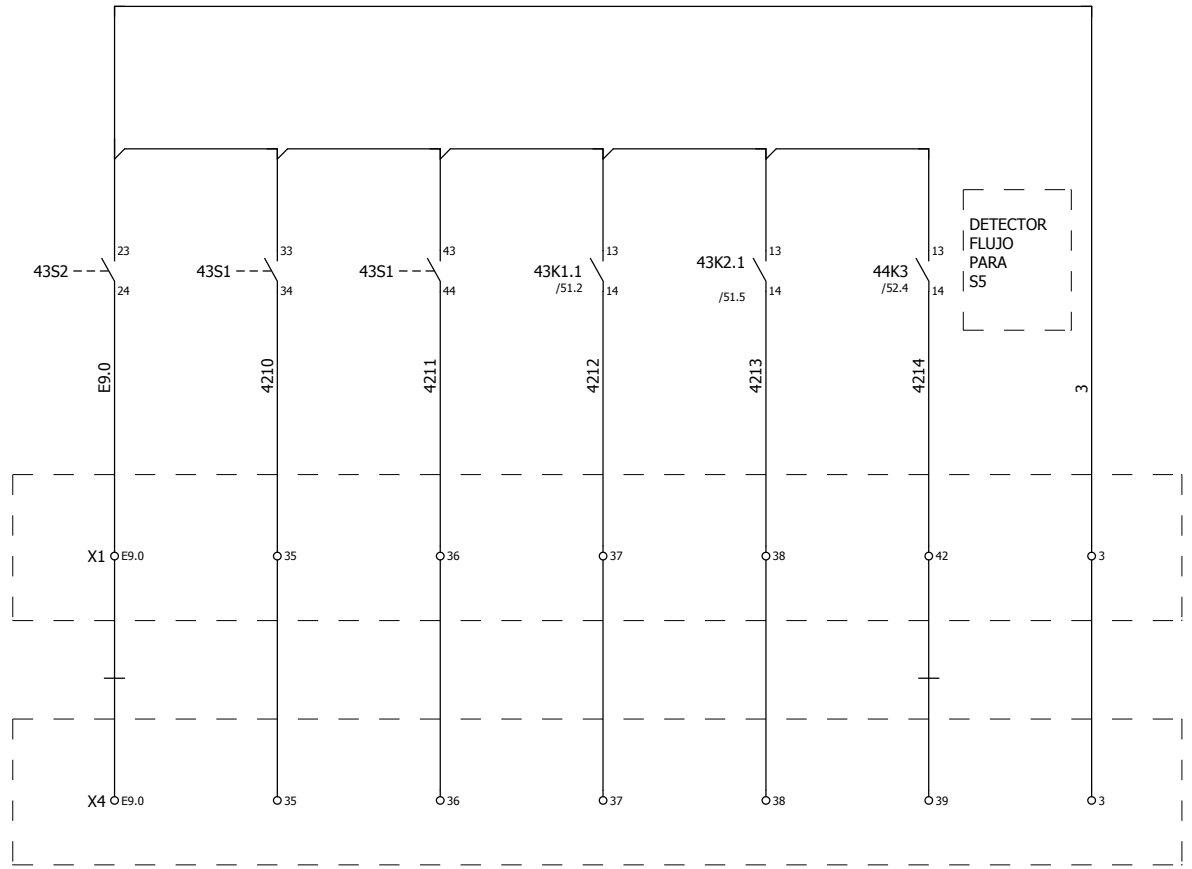 23 33 43 13 13 13
DETECTOR
FLUJO
PARA
S5
43S2 43S1 43S1 43K1.1 43K2.1 44K3
/51.2 /51.5 /52.4
24 34 44 14 14 14
E9.0 4210 4211 4212 4213 4214 3
X1 E9.0 35 36 37 38 42 3
X4 E9.0 35 36 37 38 39 3